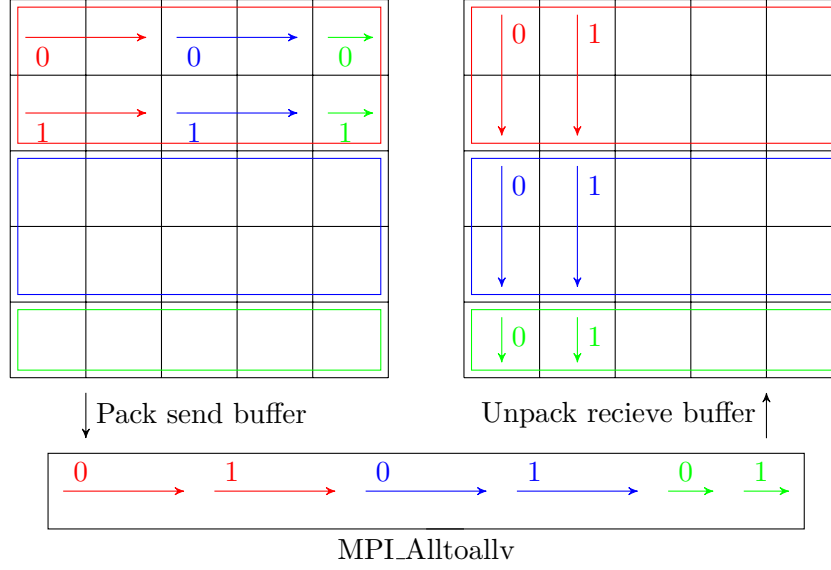 0 0 0
1 1 1
0 1
0 1
0 1
Pack send buffer
Unpack recieve buffer
0 1 0 1 0 1
MPI_Alltoallv